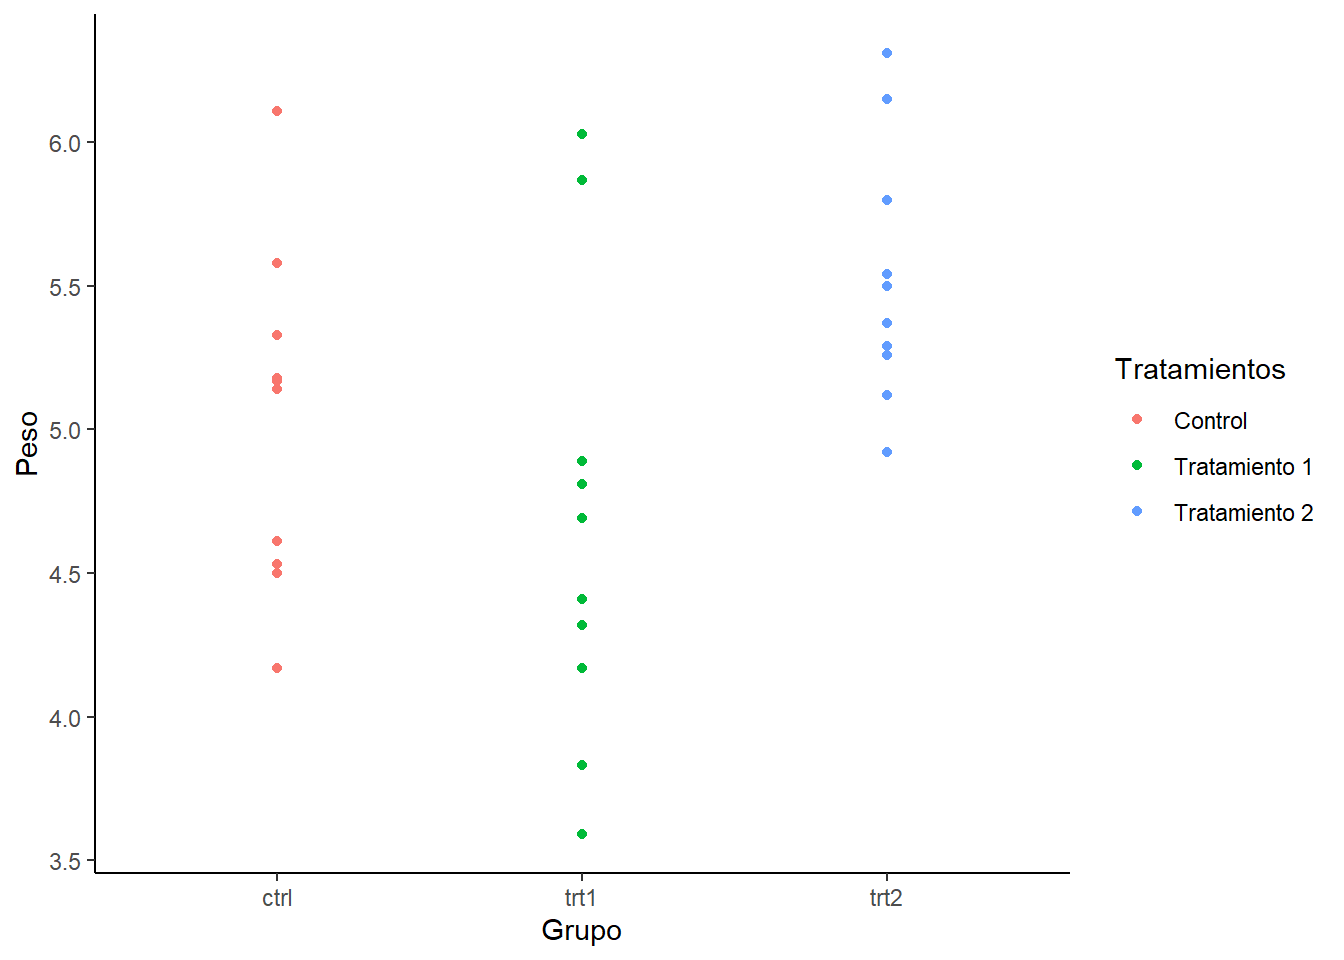 6.0
5.5
5.0
4.5
4.0
3.5
Peso
ctrl
trt1
trt2
Grupo
Tratamientos
Control
Tratamiento 1
Tratamiento 2